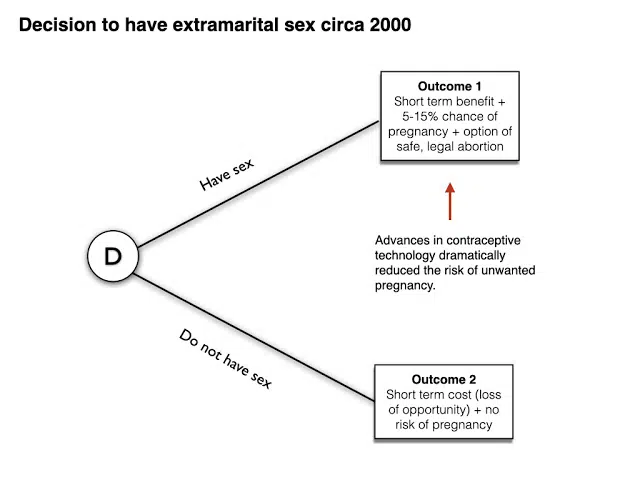 Decision to have extramarital sex circa 2000
Outcome 1
Short term benefit +
5-15% chance of
pregnancy + option of
safe, legal abortion
Have sex
Advances in contraceptive
technology dramatically
reduced the risk of unwanted
pregnancy.
D
Do not have sex
Outcome 2
Short term cost (loss
of opportunity) + no
risk of pregnancy